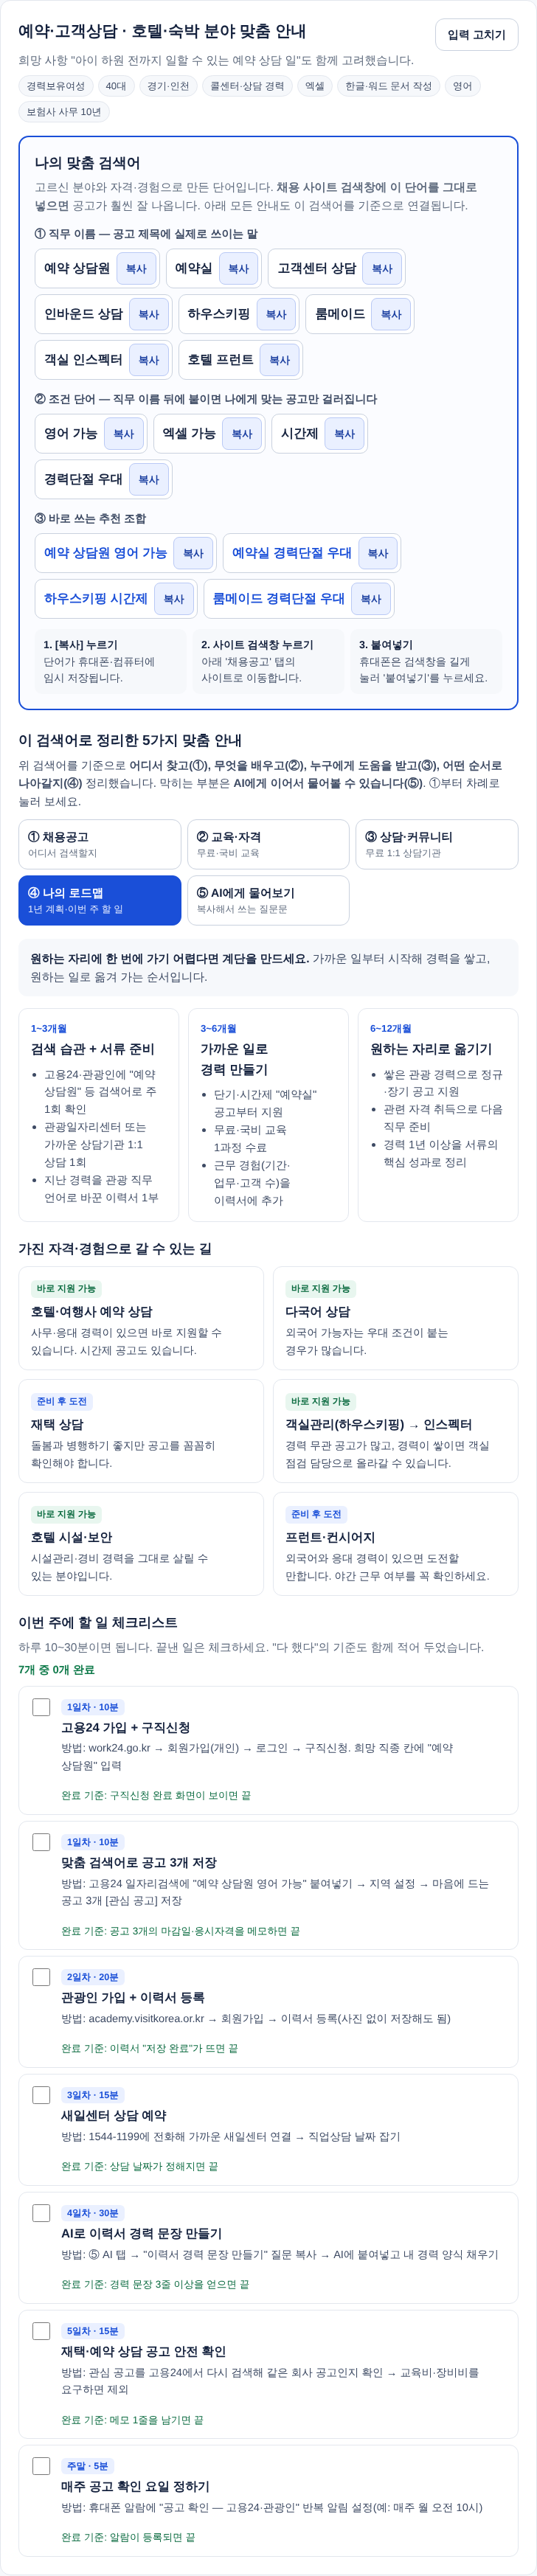 예약·고객상담 · 호텔·숙박 분야 맞춤 안내
입력 고치기
희망 사항 "아이 하원 전까지 일할 수 있는 예약 상담 일"도 함께 고려했습니다.
경력보유여성 40대 경기·인천 콜센터·상담 경력 엑셀 한글·워드 문서 작성 영어
보험사 사무 10년
나의 맞춤 검색어
고르신 분야와 자격·경험으로 만든 단어입니다. 채용 사이트 검색창에 이 단어를 그대로
넣으면 공고가 훨씬 잘 나옵니다. 아래 모든 안내도 이 검색어를 기준으로 연결됩니다.
① 직무 이름 — 공고 제목에 실제로 쓰이는 말
예약 상담원 복사 예약실 복사 고객센터 상담 복사
인바운드 상담 복사 하우스키핑 복사 룸메이드 복사
객실 인스펙터 복사 호텔 프런트 복사
② 조건 단어 — 직무 이름 뒤에 붙이면 나에게 맞는 공고만 걸러집니다
영어 가능 복사 엑셀 가능 복사 시간제 복사
경력단절 우대 복사
③ 바로 쓰는 추천 조합
예약 상담원 영어 가능 복사 예약실 경력단절 우대 복사
하우스키핑 시간제 복사 룸메이드 경력단절 우대 복사
1. [복사] 누르기
단어가 휴대폰·컴퓨터에
임시 저장됩니다.
2. 사이트 검색창 누르기
아래 '채용공고' 탭의
사이트로 이동합니다.
3. 붙여넣기
휴대폰은 검색창을 길게
눌러 '붙여넣기'를 누르세요.
이 검색어로 정리한 5가지 맞춤 안내
위 검색어를 기준으로 어디서 찾고(①), 무엇을 배우고(②), 누구에게 도움을 받고(③), 어떤 순서로
나아갈지(④) 정리했습니다. 막히는 부분은 AI에게 이어서 물어볼 수 있습니다(⑤). ①부터 차례로
눌러 보세요.
① 채용공고
어디서 검색할지
② 교육·자격
무료·국비 교육
③ 상담·커뮤니티
무료 1:1 상담기관
④ 나의 로드맵
1년 계획·이번 주 할 일
⑤ AI에게 물어보기
복사해서 쓰는 질문문
원하는 자리에 한 번에 가기 어렵다면 계단을 만드세요. 가까운 일부터 시작해 경력을 쌓고,
원하는 일로 옮겨 가는 순서입니다.
1~3개월
검색 습관 + 서류 준비
• 고용24·관광인에 "예약
상담원" 등 검색어로 주
1회 확인
• 관광일자리센터 또는
가까운 상담기관 1:1
상담 1회
• 지난 경력을 관광 직무
언어로 바꾼 이력서 1부
3~6개월
가까운 일로
경력 만들기
• 단기·시간제 "예약실"
공고부터 지원
• 무료·국비 교육
1과정 수료
• 근무 경험(기간·
업무·고객 수)을
이력서에 추가
6~12개월
원하는 자리로 옮기기
• 쌓은 관광 경력으로 정규
·장기 공고 지원
• 관련 자격 취득으로 다음
직무 준비
• 경력 1년 이상을 서류의
핵심 성과로 정리
가진 자격·경험으로 갈 수 있는 길
바로 지원 가능
호텔·여행사 예약 상담
사무·응대 경력이 있으면 바로 지원할 수
있습니다. 시간제 공고도 있습니다.
바로 지원 가능
다국어 상담
외국어 가능자는 우대 조건이 붙는
경우가 많습니다.
준비 후 도전
재택 상담
돌봄과 병행하기 좋지만 공고를 꼼꼼히
확인해야 합니다.
바로 지원 가능
객실관리(하우스키핑) → 인스펙터
경력 무관 공고가 많고, 경력이 쌓이면 객실
점검 담당으로 올라갈 수 있습니다.
바로 지원 가능
호텔 시설·보안
시설관리·경비 경력을 그대로 살릴 수
있는 분야입니다.
준비 후 도전
프런트·컨시어지
외국어와 응대 경력이 있으면 도전할
만합니다. 야간 근무 여부를 꼭 확인하세요.
이번 주에 할 일 체크리스트
하루 10~30분이면 됩니다. 끝낸 일은 체크하세요. "다 했다"의 기준도 함께 적어 두었습니다.
7개 중 0개 완료
1일차 · 10분
고용24 가입 + 구직신청
방법: work24.go.kr → 회원가입(개인) → 로그인 → 구직신청. 희망 직종 칸에 "예약
상담원" 입력
완료 기준: 구직신청 완료 화면이 보이면 끝
1일차 · 10분
맞춤 검색어로 공고 3개 저장
방법: 고용24 일자리검색에 "예약 상담원 영어 가능" 붙여넣기 → 지역 설정 → 마음에 드는
공고 3개 [관심 공고] 저장
완료 기준: 공고 3개의 마감일·응시자격을 메모하면 끝
2일차 · 20분
관광인 가입 + 이력서 등록
방법: academy.visitkorea.or.kr → 회원가입 → 이력서 등록(사진 없이 저장해도 됨)
완료 기준: 이력서 "저장 완료"가 뜨면 끝
3일차 · 15분
새일센터 상담 예약
방법: 1544-1199에 전화해 가까운 새일센터 연결 → 직업상담 날짜 잡기
완료 기준: 상담 날짜가 정해지면 끝
4일차 · 30분
AI로 이력서 경력 문장 만들기
방법: ⑤ AI 탭 → "이력서 경력 문장 만들기" 질문 복사 → AI에 붙여넣고 내 경력 양식 채우기
완료 기준: 경력 문장 3줄 이상을 얻으면 끝
5일차 · 15분
재택·예약 상담 공고 안전 확인
방법: 관심 공고를 고용24에서 다시 검색해 같은 회사 공고인지 확인 → 교육비·장비비를
요구하면 제외
완료 기준: 메모 1줄을 남기면 끝
주말 · 5분
매주 공고 확인 요일 정하기
방법: 휴대폰 알람에 "공고 확인 — 고용24·관광인" 반복 알림 설정(예: 매주 월 오전 10시)
완료 기준: 알람이 등록되면 끝